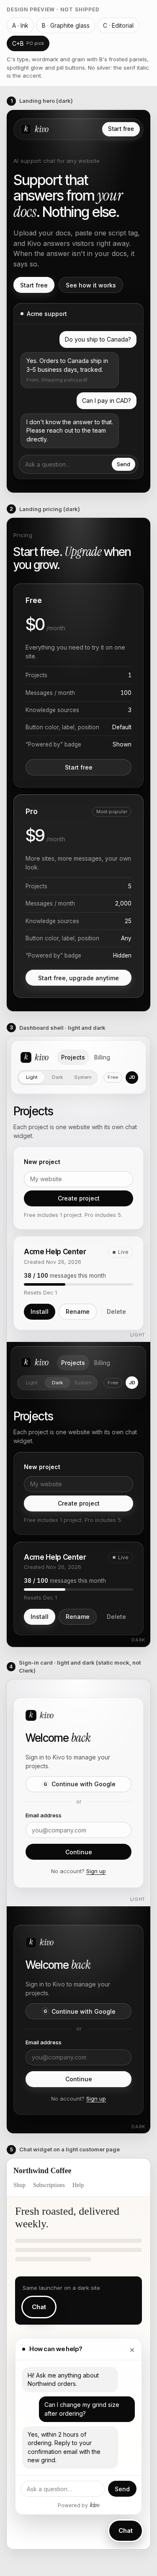 DESIGN PREVIEW · NOT SHIPPED
A · Ink
B · Graphite glass
C · Editorial
C+B PO pick
C's type, wordmark and grain with B's frosted panels, spotlight glow and pill buttons. No silver: the serif italic is the accent.
1 Landing hero (dark)
k kivo
Start free
AI support chat for any website
Support that
answers from your
docs. Nothing else.
Upload your docs, paste one script tag,
and Kivo answers visitors right away.
When the answer isn't in your docs, it
says so.
Start free
See how it works
Acme support
Do you ship to Canada?
Yes. Orders to Canada ship in
3–5 business days, tracked.
From: Shipping policy.pdf
Can I pay in CAD?
I don't know the answer to that.
Please reach out to the team
directly.
Ask a question…
Send
2 Landing pricing (dark)
Pricing
Start free. Upgrade when
you grow.
Free
$0 /month
Everything you need to try it on one
site.
Projects 1
Messages / month 100
Knowledge sources 3
Button color, label, position Default
"Powered by" badge Shown
Start free
Pro
Most popular
$9 /month
More sites, more messages, your own
look.
Projects 5
Messages / month 2,000
Knowledge sources 25
Button color, label, position Any
"Powered by" badge Hidden
Start free, upgrade anytime
3 Dashboard shell · light and dark
k kivo
Projects
Billing
Light
Dark
System
Free
JD
Projects
Each project is one website with its own chat
widget.
New project
My website
Create project
Free includes 1 project. Pro includes 5.
Acme Help Center
Live
Created Nov 26, 2026
38 / 100 messages this month
Resets Dec 1
Install
Rename
Delete
LIGHT
k kivo
Projects
Billing
Light
Dark
System
Free
JD
Projects
Each project is one website with its own chat
widget.
New project
My website
Create project
Free includes 1 project. Pro includes 5.
Acme Help Center
Live
Created Nov 26, 2026
38 / 100 messages this month
Resets Dec 1
Install
Rename
Delete
DARK
4 Sign-in card · light and dark (static mock, not Clerk)
k kivo
Welcome back
Sign in to Kivo to manage your
projects.
G Continue with Google
or
Email address
you@company.com
Continue
No account? Sign up
LIGHT
k kivo
Welcome back
Sign in to Kivo to manage your
projects.
G Continue with Google
or
Email address
you@company.com
Continue
No account? Sign up
DARK
5 Chat widget on a light customer page
Northwind Coffee
Shop
Subscriptions
Help
Fresh roasted, delivered
weekly.
Same launcher on a dark site
Chat
How can we help?
×
Hi! Ask me anything about
Northwind orders.
Can I change my grind size
after ordering?
Yes, within 2 hours of
ordering. Reply to your
confirmation email with the
new grind.
Ask a question…
Send
Powered by kivo
Chat